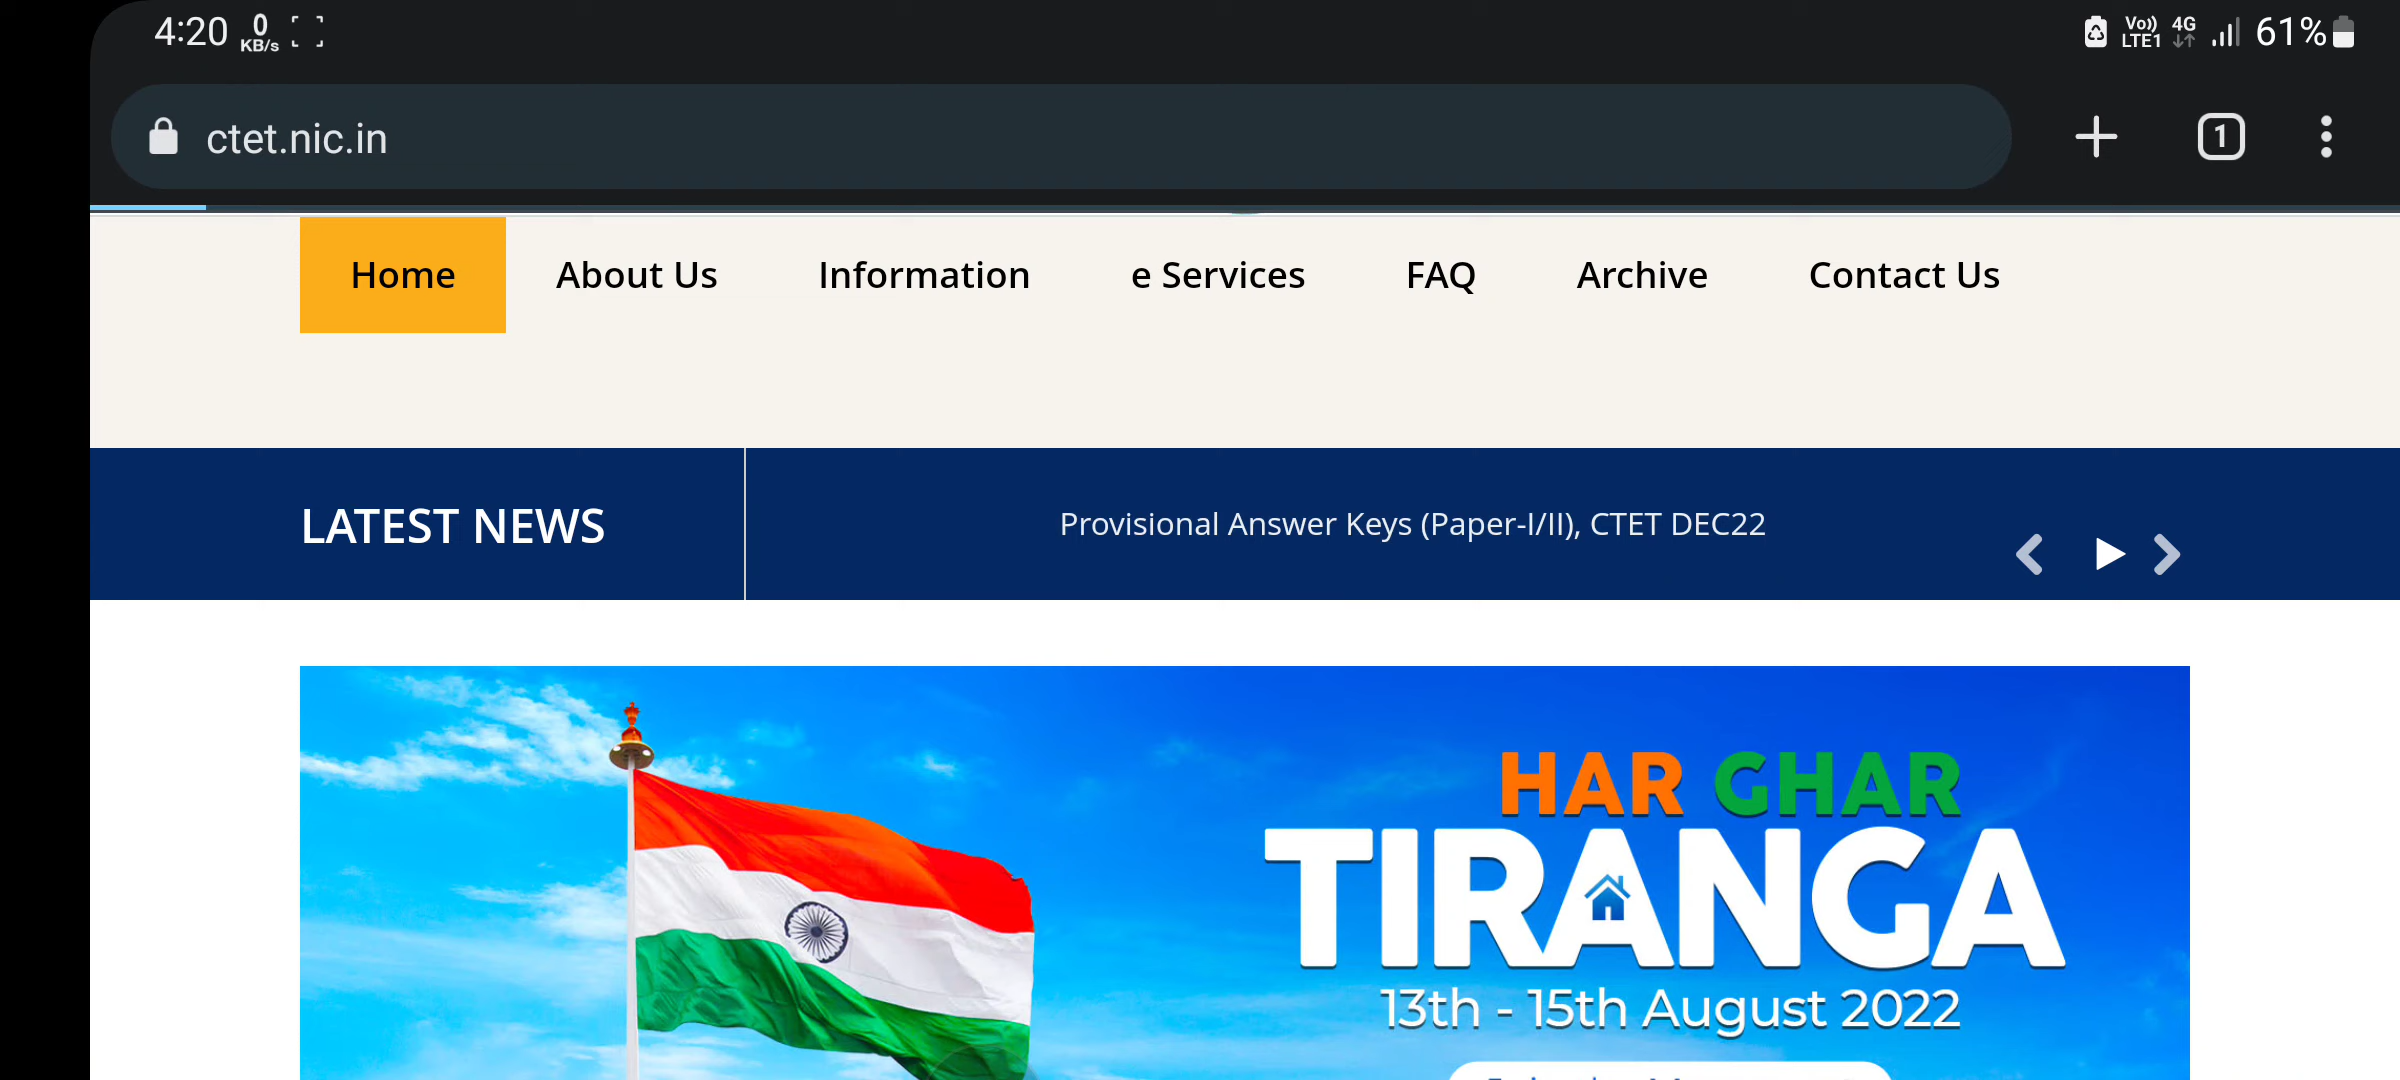 4:20 0 KB/s Vo)) LTE1 4G 61%
ctet.nic.in 1
Home About Us Information e Services FAQ Archive Contact Us
LATEST NEWS Provisional Answer Keys (Paper-I/II), CTET DEC22
HAR GHAR
TIRANGA
13th - 15th August 2022